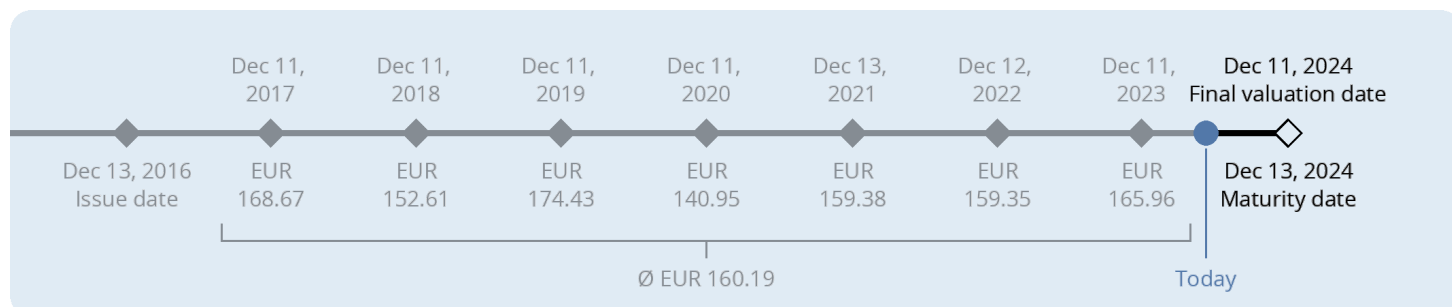 Dec 11,
2017
Dec 11,
2018
Dec 11,
2019
Dec 11,
2020
Dec 13,
2021
Dec 12,
2022
Dec 11,
2023
Dec 11, 2024
Final valuation date
Dec 13, 2016
Issue date
EUR
168.67
EUR
152.61
EUR
174.43
EUR
140.95
EUR
159.38
EUR
159.35
EUR
165.96
Dec 13, 2024
Maturity date
Ø EUR 160.19
Today